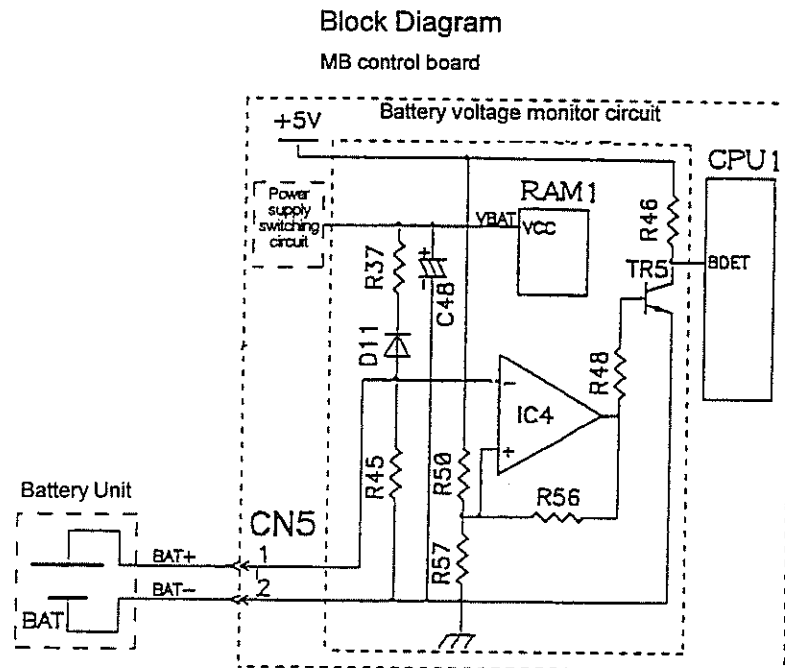 Block Diagram
MB control board
Battery voltage monitor circuit
+5V
CPU1
Power
supply
switching
circuit
RAM1
VBAT
VCC
R46
R37
+
-
C48
TR5
BDET
D11
R48
-
IC4
+
R45
R50
R56
Battery Unit
CN5
R57
BAT+
1
BAT-
2
BAT